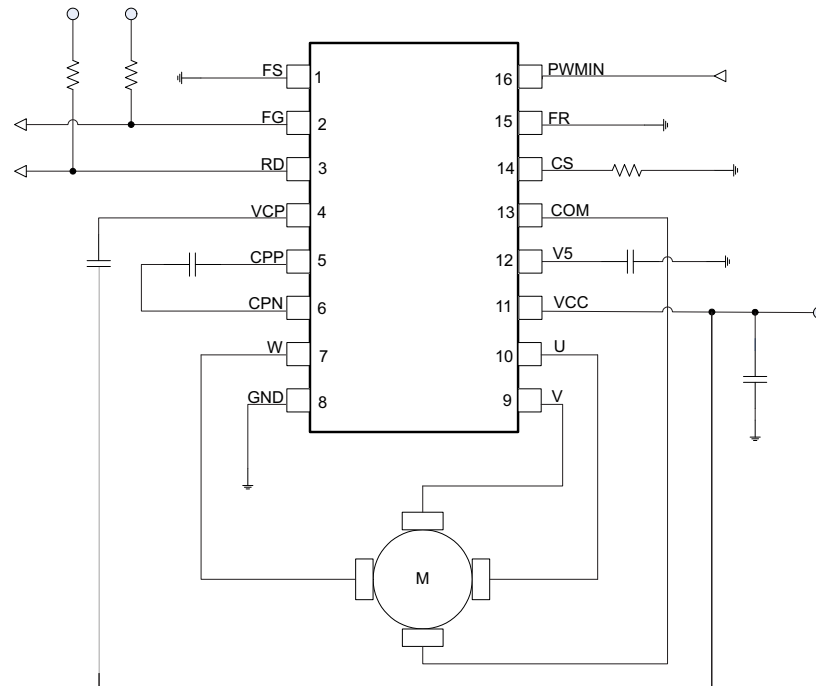 FS 1 16 PWMIN
FG 2 15 FR
RD 3 14 CS
VCP 4 13 COM
CPP 5 12 V5
CPN 6 11 VCC
W 7 10 U
GND 8 9 V
M